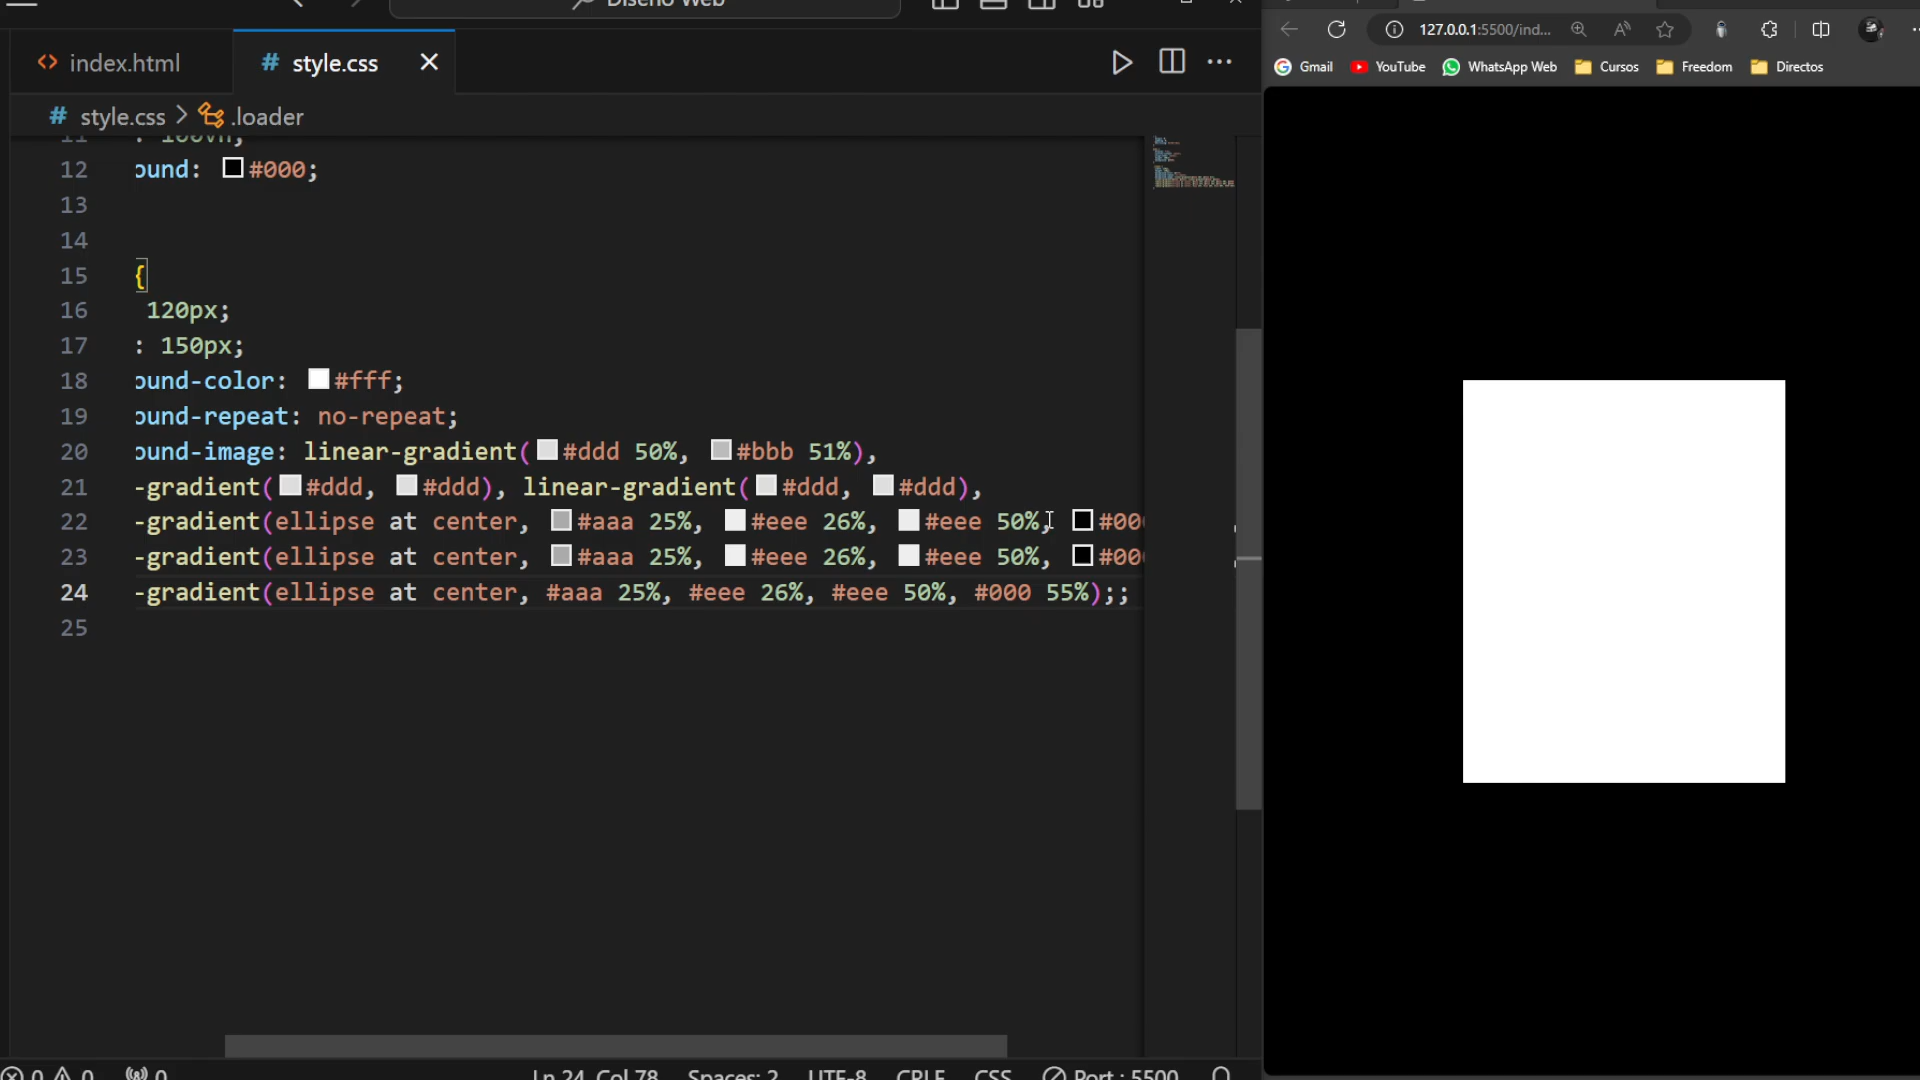 Diseño Web
index.html
# style.css
# style.css > .loader
11 : 100vh;
12 ound: #000;
13
14
15 {
16 120px;
17 : 150px;
18 ound-color: #fff;
19 ound-repeat: no-repeat;
20 ound-image: linear-gradient(#ddd 50%, #bbb 51%),
21 -gradient(#ddd, #ddd), linear-gradient(#ddd, #ddd),
22 -gradient(ellipse at center, #aaa 25%, #eee 26%, #eee 50%, #000
23 -gradient(ellipse at center, #aaa 25%, #eee 26%, #eee 50%, #000
24 -gradient(ellipse at center, #aaa 25%, #eee 26%, #eee 50%, #000 55%);;
25
0 0 0 Ln 24, Col 78 Spaces: 2 UTF-8 CRLF CSS Port : 5500
127.0.0.1:5500/ind...
Gmail YouTube WhatsApp Web Cursos Freedom Directos